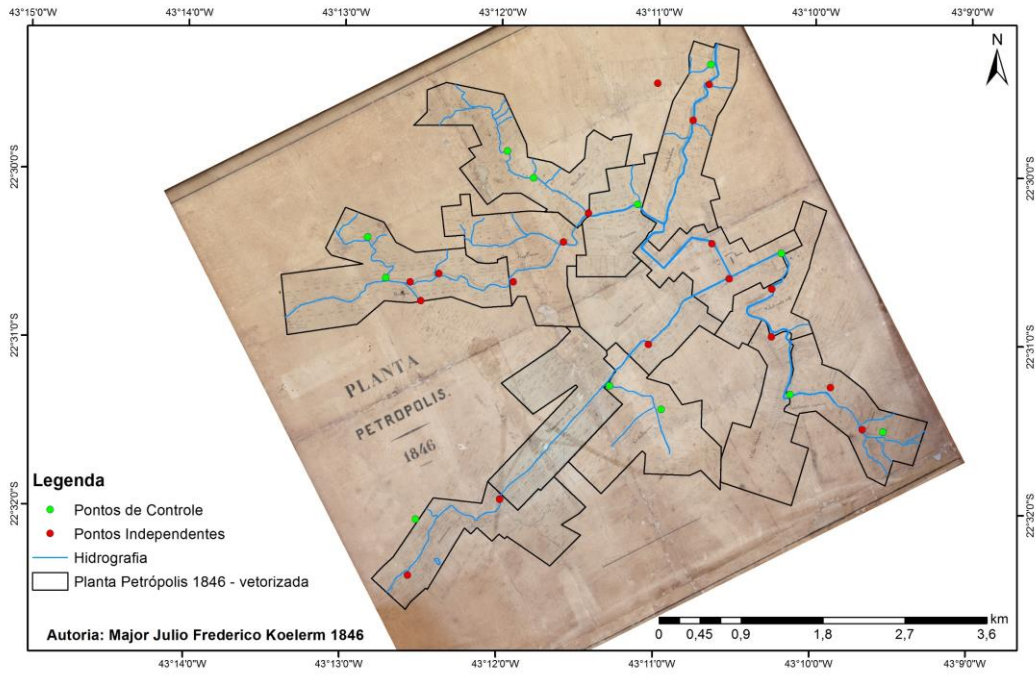 43°15'0"W 43°14'0"W 43°13'0"W 43°12'0"W 43°11'0"W 43°10'0"W 43°9'0"W
N
22°30'0"S 22°30'0"S
22°31'0"S 22°31'0"S
22°32'0"S 22°32'0"S
PLANTA
PETROPOLIS.
1846
Legenda
Pontos de Controle
Pontos Independentes
Hidrografia
Planta Petrópolis 1846 - vetorizada
Autoria: Major Julio Frederico Koelerm 1846
km
0 0,45 0,9 1,8 2,7 3,6
43°14'0"W 43°13'0"W 43°12'0"W 43°11'0"W 43°10'0"W 43°9'0"W